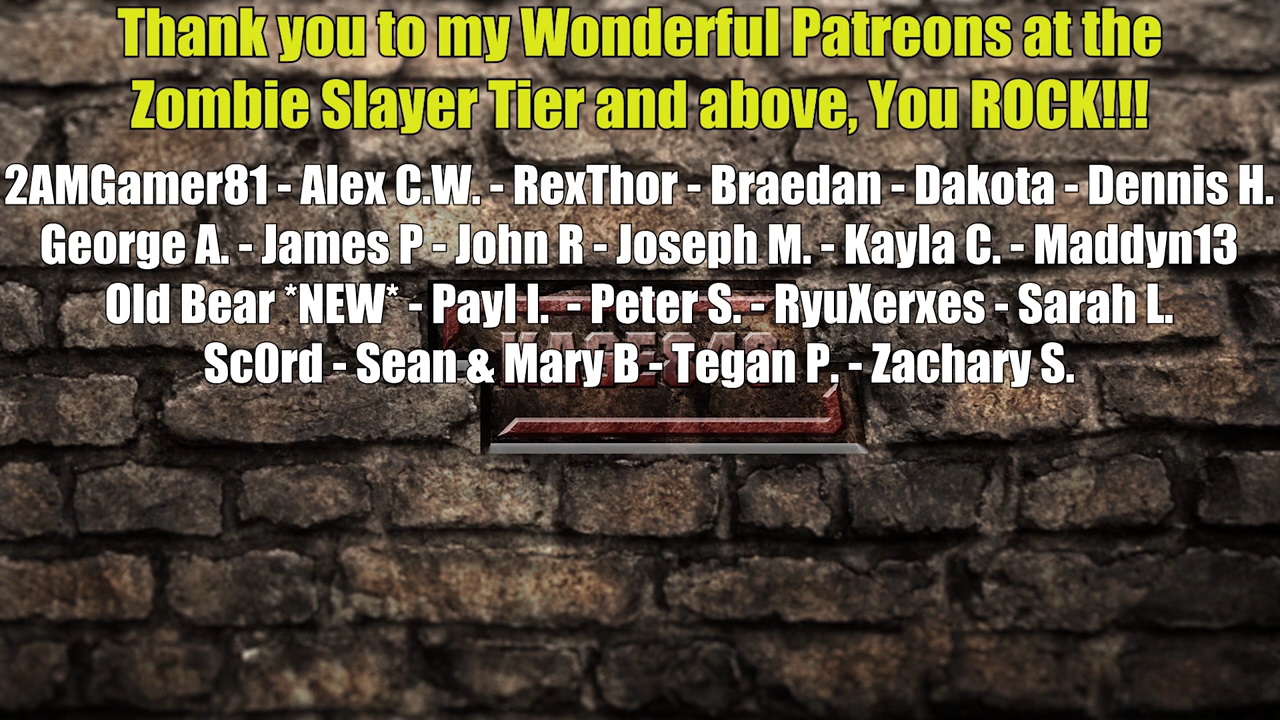 Thank you to my Wonderful Patreons at the
Zombie Slayer Tier and above, You ROCK!!!
2AMGamer81 - Alex C.W. - RexThor - Braedan - Dakota - Dennis H.
George A. - James P - John R - Joseph M. - Kayla C. - Maddyn13
Old Bear *NEW* - Payl I. - Peter S. - RyuXerxes - Sarah L.
Sc0rd - Sean & Mary B - Tegan P. - Zachary S.